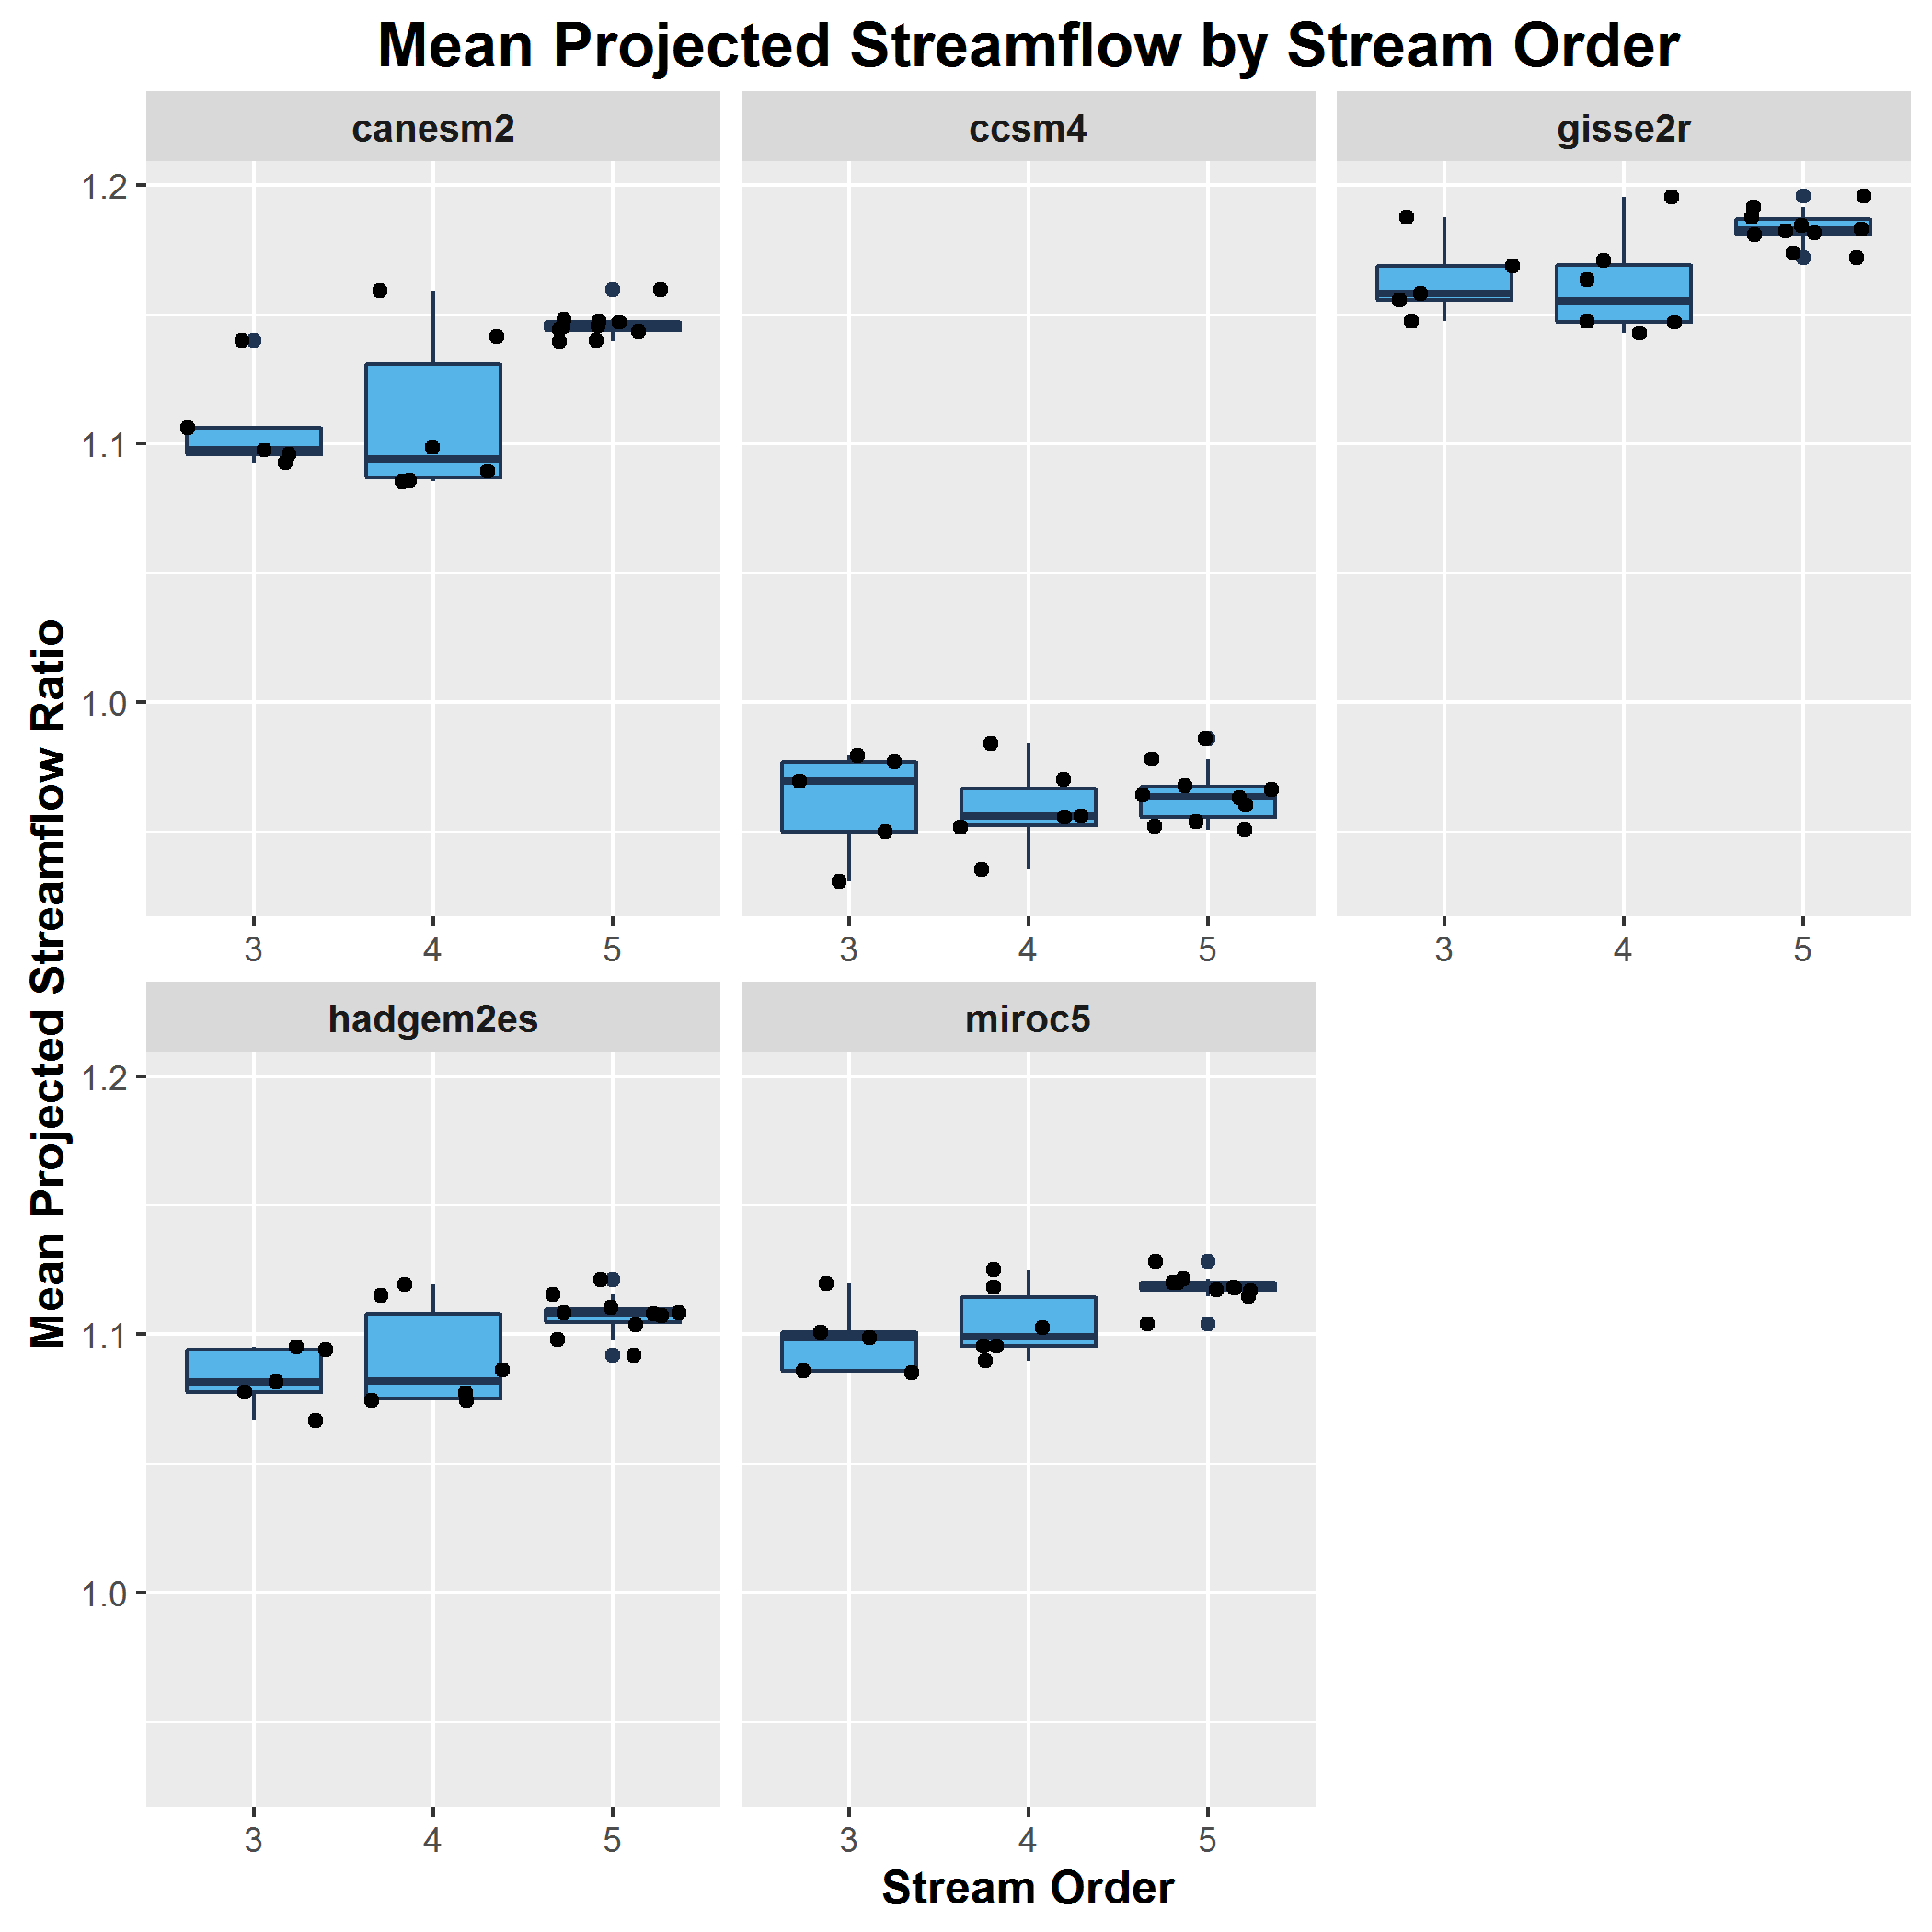 Mean Projected Streamflow by Stream Order
canesm2
ccsm4
gisse2r
Mean Projected Streamflow Ratio
1.2
1.1
1.0
3 4 5
3 4 5
3 4 5
hadgem2es
miroc5
1.2
1.1
1.0
3 4 5
3 4 5
Stream Order